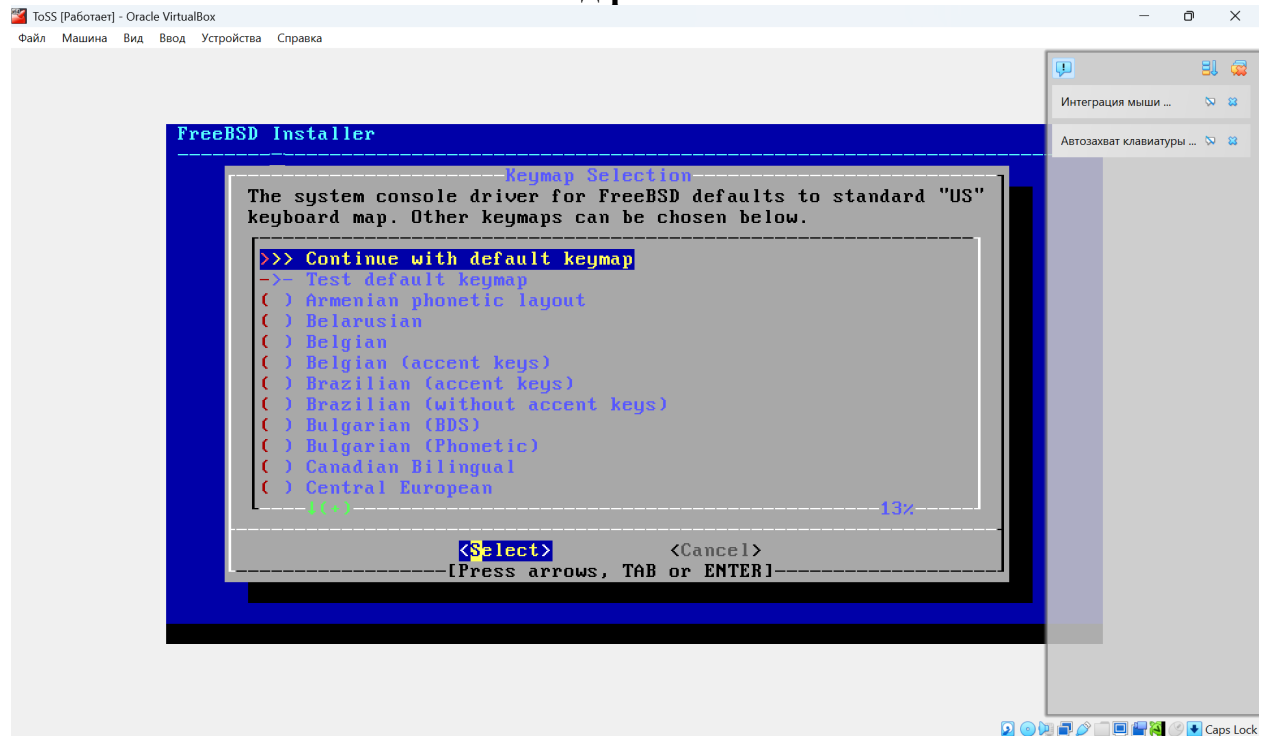 ToSS [Работает] - Oracle VirtualBox
Файл Машина Вид Ввод Устройства Справка
Интеграция мыши ...
Автозахват клавиатуры ...
FreeBSD Installer
Keymap Selection
The system console driver for FreeBSD defaults to standard "US"
keyboard map. Other keymaps can be chosen below.
>>> Continue with default keymap
->- Test default keymap
( ) Armenian phonetic layout
( ) Belarusian
( ) Belgian
( ) Belgian (accent keys)
( ) Brazilian (accent keys)
( ) Brazilian (without accent keys)
( ) Bulgarian (BDS)
( ) Bulgarian (Phonetic)
( ) Canadian Bilingual
( ) Central European
↓(+) 13%
<Select> <Cancel>
[Press arrows, TAB or ENTER]
Caps Lock